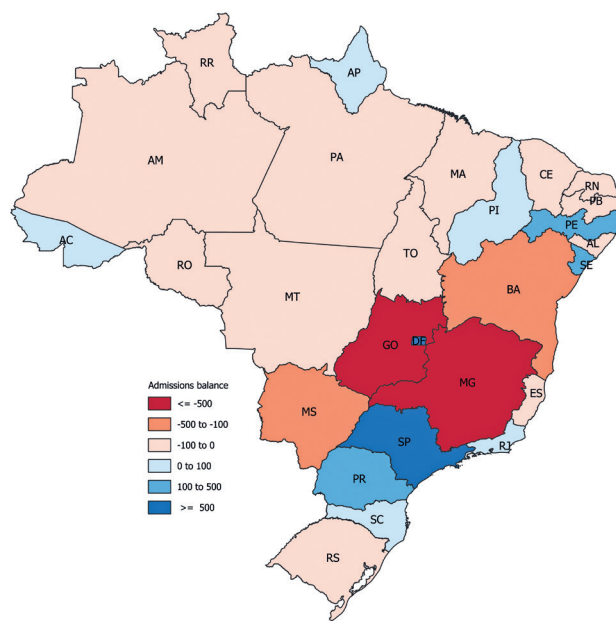 RR
AP
AM
PA
MA
CE
RN
PB
PI
PE
AL
SE
AC
RO
TO
BA
MT
GO
DF
MG
ES
MS
SP
RJ
PR
SC
RS
Admissions balance
<= -500
-500 to -100
-100 to 0
0 to 100
100 to 500
>= 500